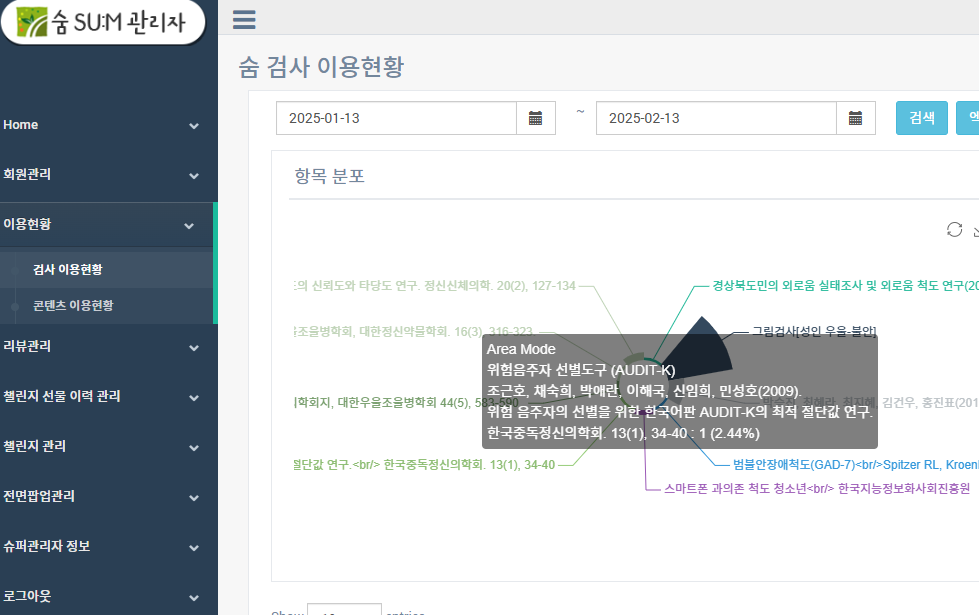 숨 SU:M 관리자
숨 검사 이용현황
Home
2025-01-13
~
2025-02-13
검색
회원관리
항목 분포
이용현황
검사 이용현황
콘텐츠 이용현황
의 신뢰도와 타당도 연구. 정신신체의학. 20(2), 127-134
경상북도민의 외로움 실태조사 및 외로움 척도 연구(20
조울병학회, 대한정신약물학회. 16(3), 316-323
그림검사[성인 우울-불안]
리뷰관리
Area Mode
위험음주자 선별도구 (AUDIT-K)
조근호, 채숙희, 박애란, 이해국, 신임희, 민성호(2009)
위험 음주자의 선별을 위한 한국어판 AUDIT-K의 최적 절단값 연구.
한국중독정신의학회. 13(1), 34-40 : 1 (2.44%)
챌린지 선물 이력 관리
학회지, 대한우울조울병학회 44(5), 583-590
김건우, 홍진표(201
챌린지 관리
절단값 연구.<br/> 한국중독정신의학회. 13(1), 34-40
범불안장애척도(GAD-7)<br/>Spitzer RL, Kroenl
스마트폰 과의존 척도 청소년<br/> 한국지능정보화사회진흥원
전면팝업관리
슈퍼관리자 정보
로그아웃
Show
entries